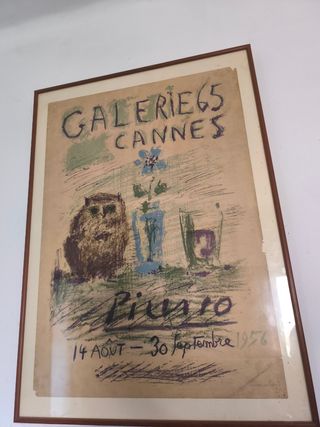 GALERIE 65
CANNES
Picasso
14 AOÛT — 30 Septembre 1956